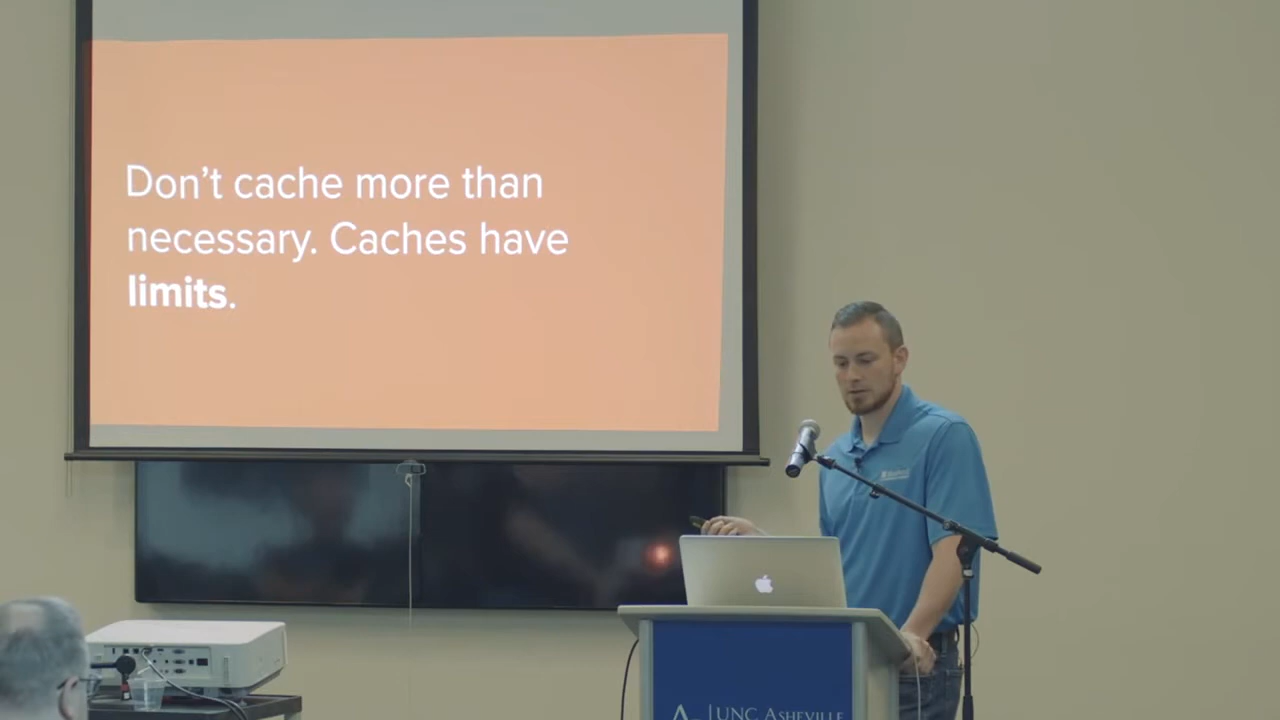 Don’t cache more than
necessary. Caches have
limits.
UNC ASHEVILLE